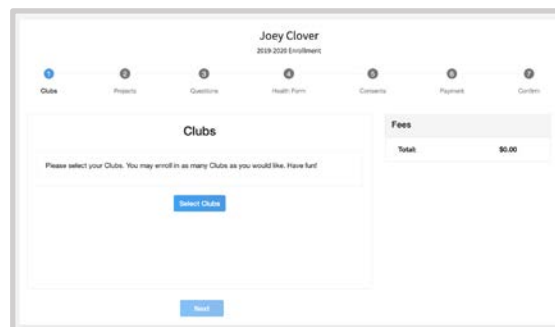 Joey Clover
2019-2020 Enrollment
1 2 3 4 5 6 7
Clubs Projects Questions Health Form Consents Payment Confirm
Clubs
Please select your Clubs. You may enroll in as many Clubs as you would like. Have fun!
Select Clubs
Next
Fees
Total: $0.00